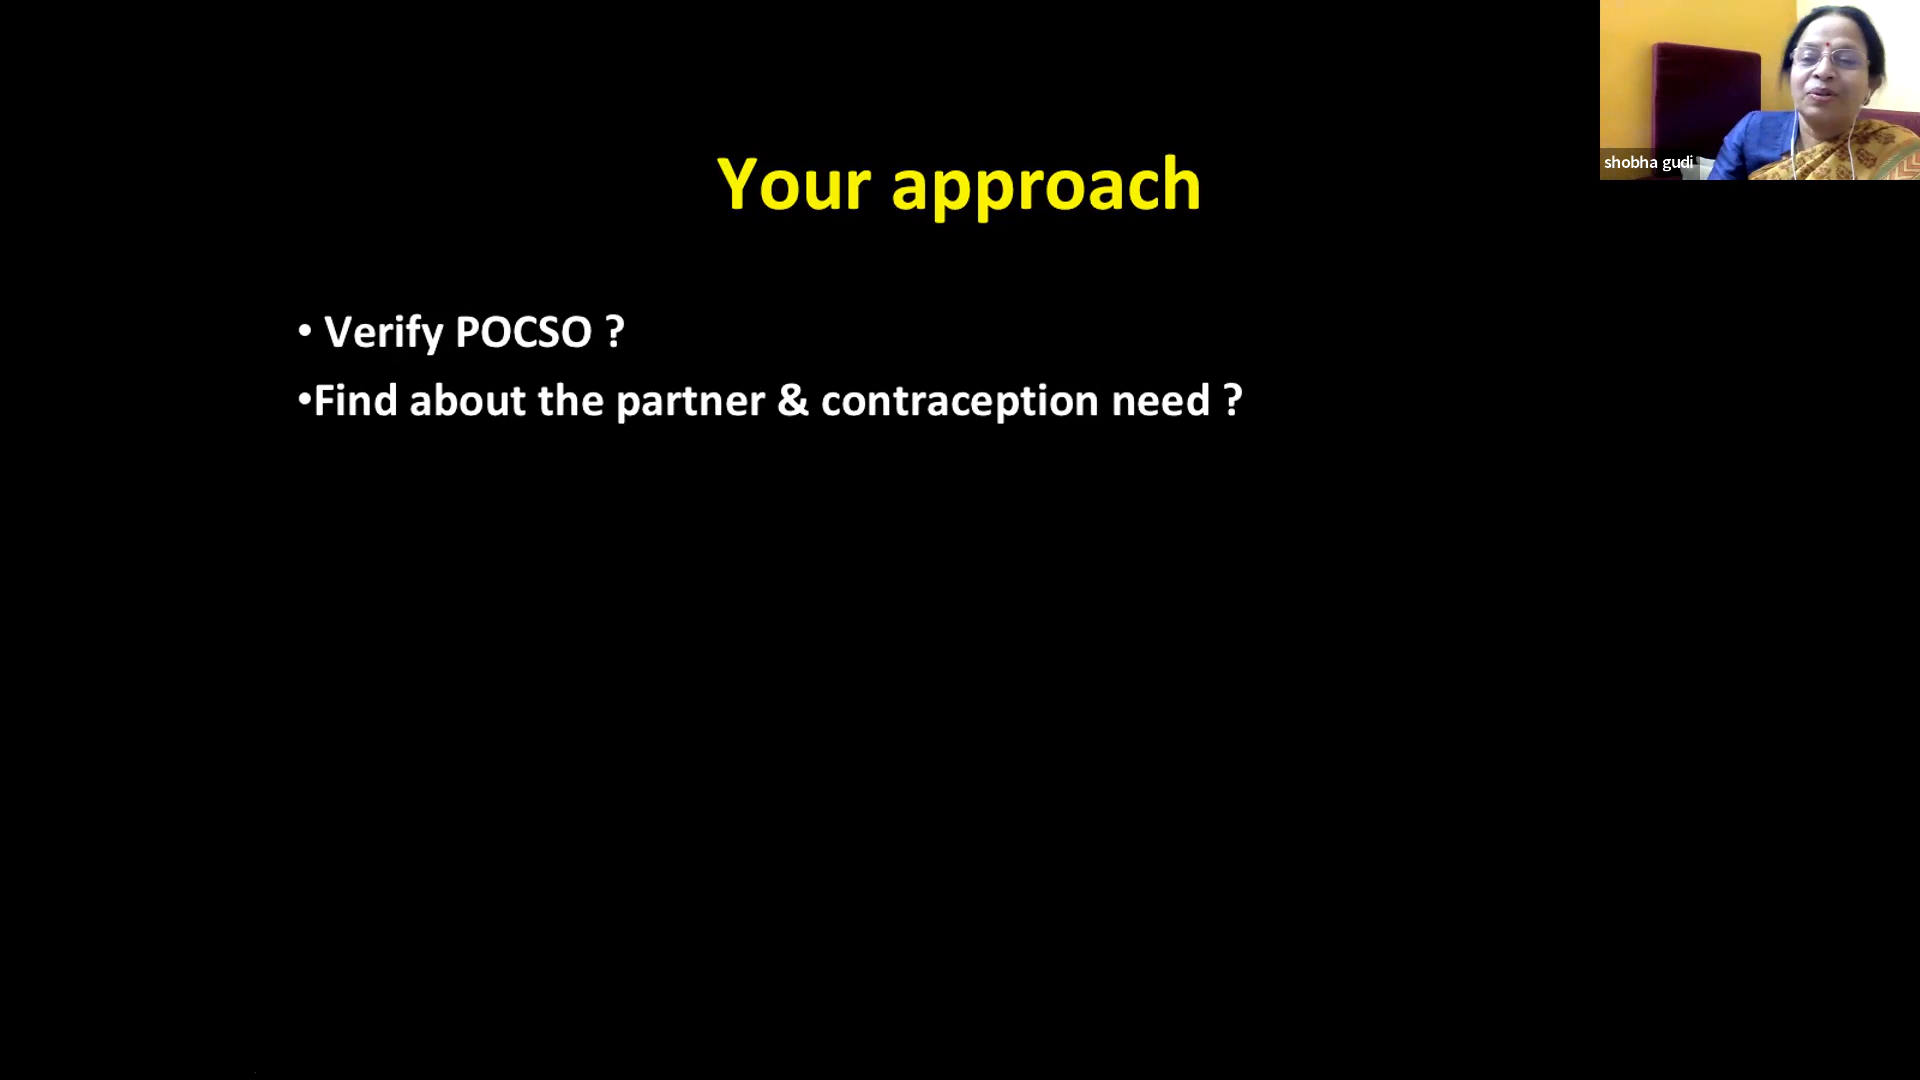 Your approach
• Verify POCSO ?
•Find about the partner & contraception need ?
shobha gudi